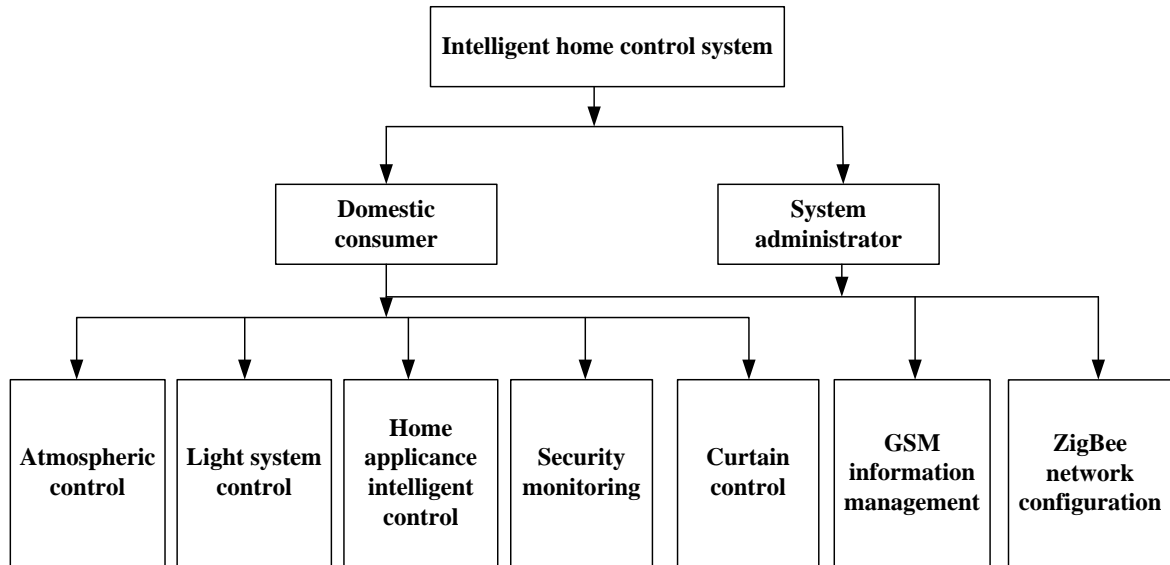 Intelligent home control system
Domestic
consumer
System
administrator
Atmospheric
control
Light system
control
Home
applicance
intelligent
control
Security
monitoring
Curtain
control
GSM
information
management
ZigBee
network
configuration